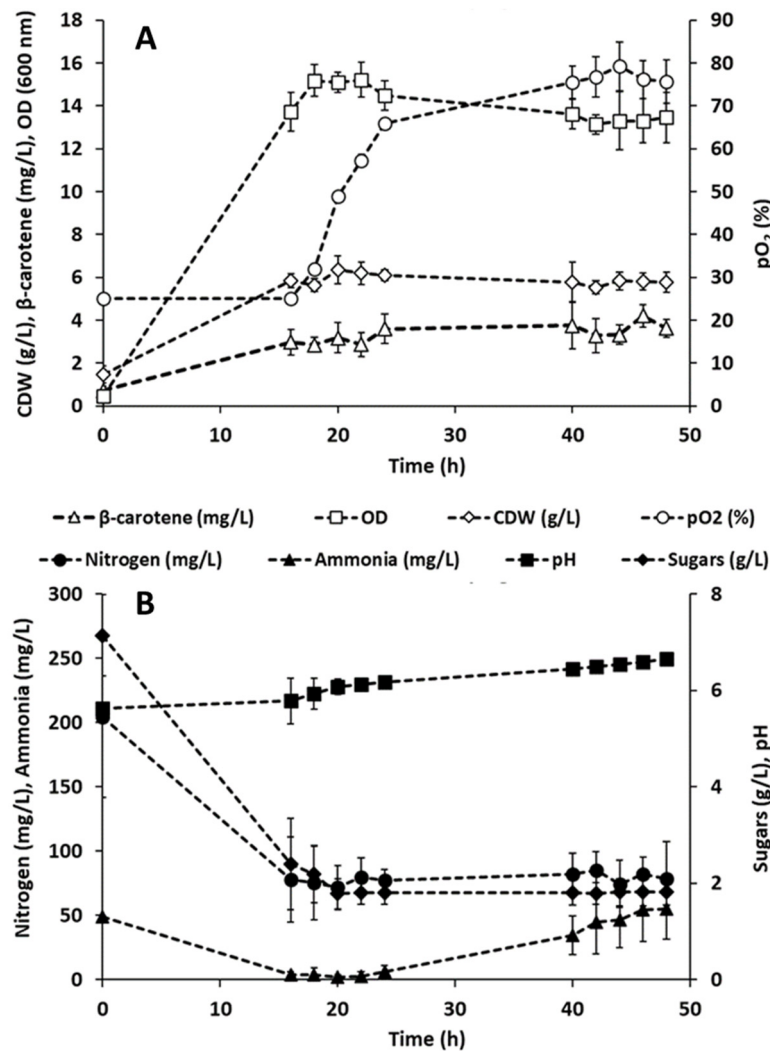 A
18
16
14
12
10
8
6
4
2
0
90
80
70
60
50
40
30
20
10
0
0 10 20 30 40 50
CDW (g/L), β-carotene (mg/L), OD (600 nm)
pO₂ (%)
Time (h)
β-carotene (mg/L) OD CDW (g/L) pO2 (%)
Nitrogen (mg/L) Ammonia (mg/L) pH Sugars (g/L)
B
300
250
200
150
100
50
0
8
6
4
2
0
0 10 20 30 40 50
Nitrogen (mg/L), Ammonia (mg/L)
Sugars (g/L), pH
Time (h)